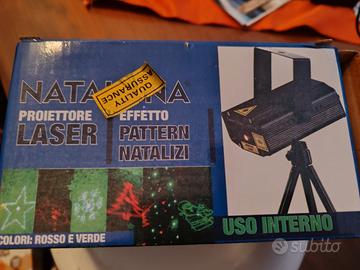 QUALITY
ASSURANCE
PROIETTORE
LASER
EFFETTO
PATTERN
NATALIZI
COLORI: ROSSO E VERDE
USO INTERNO
subito